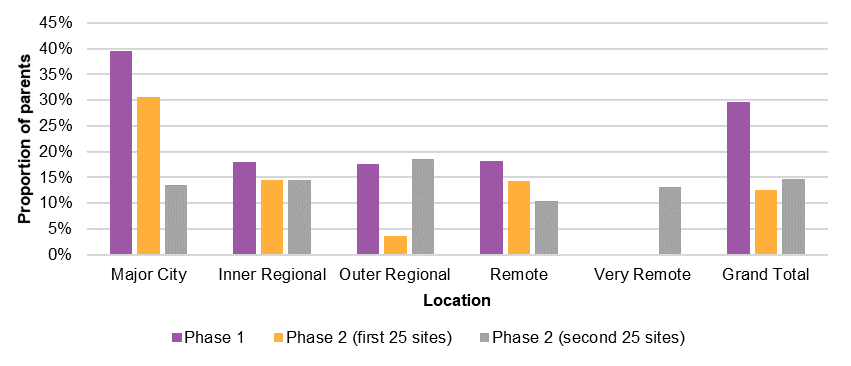 45%
40%
35%
30%
25%
20%
15%
10%
5%
0%
Proportion of parents
Major City Inner Regional Outer Regional Remote Very Remote Grand Total
Location
Phase 1 Phase 2 (first 25 sites) Phase 2 (second 25 sites)